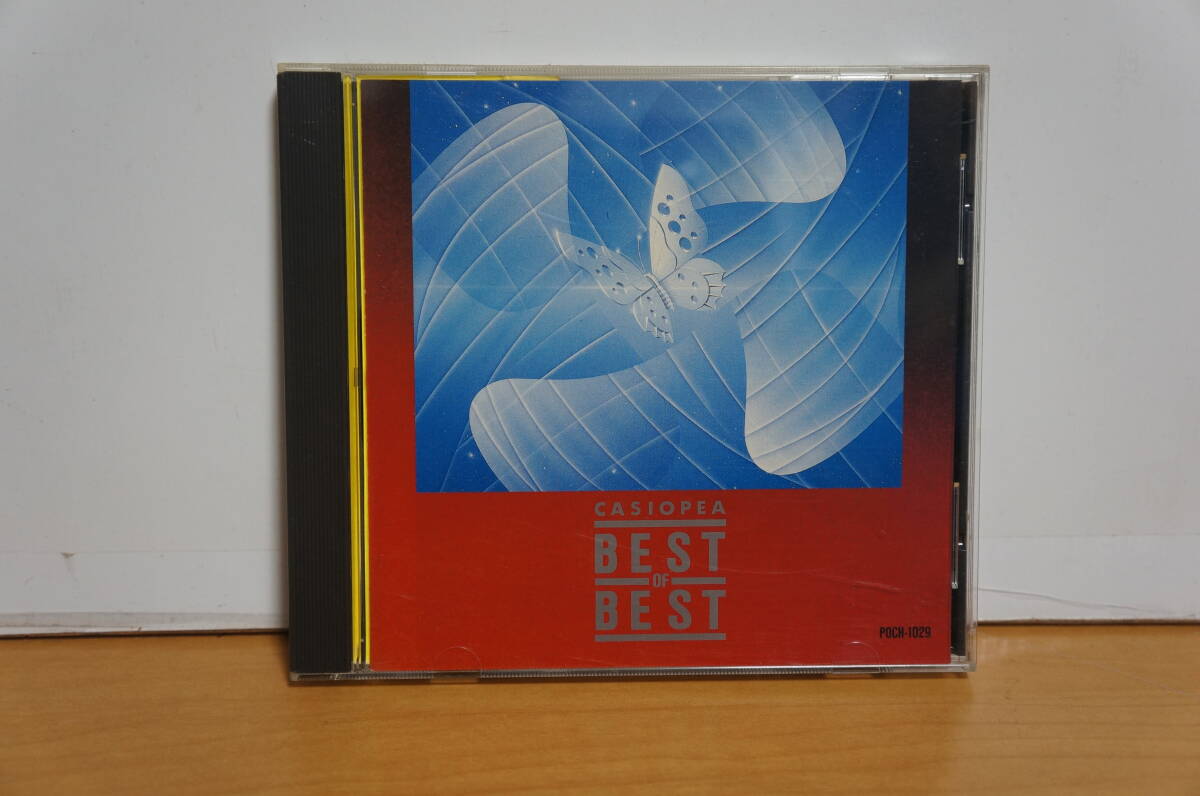 CASIOPEA
BEST
OF
BEST
POCH-1029